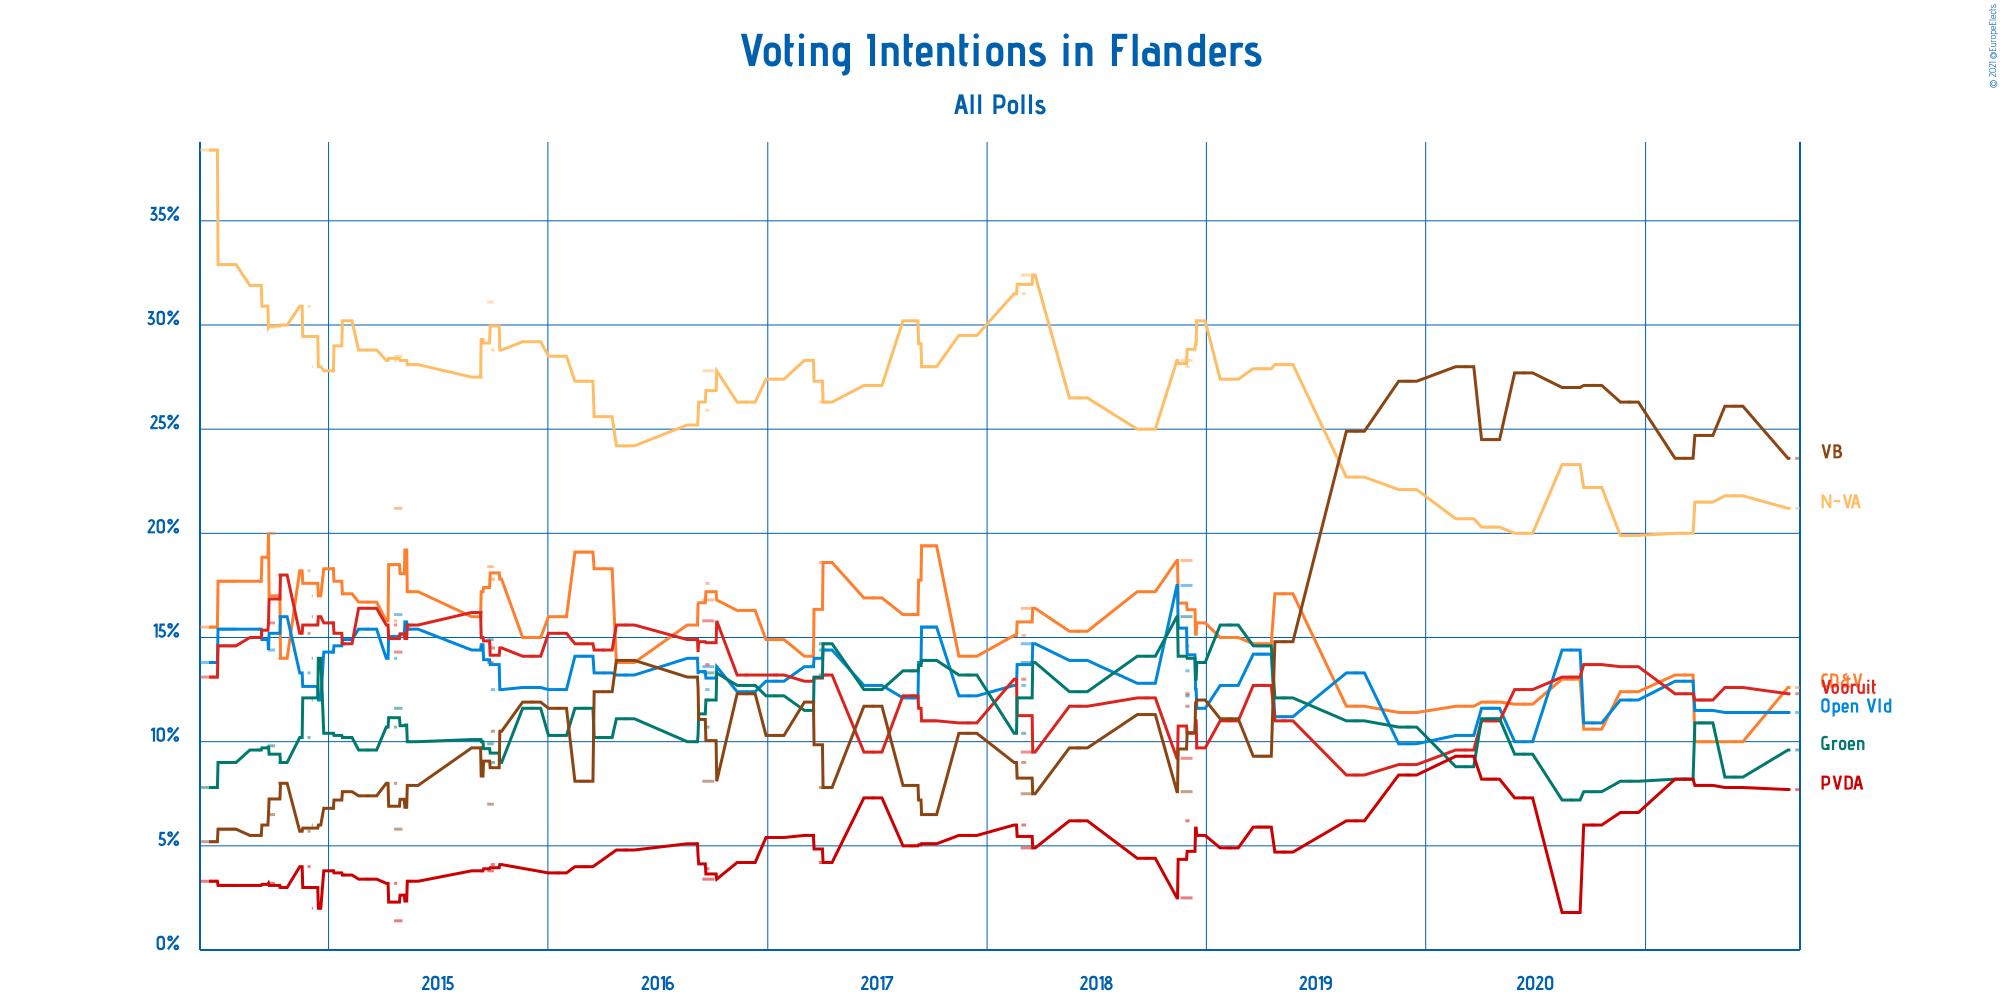 © 2021 @EuropeElects
Voting Intentions in Flanders
All Polls
35%
30%
25%
20%
15%
10%
5%
0%
VB
N-VA
CD&V
Vooruit
Open Vld
Groen
PVDA
2015
2016
2017
2018
2019
2020